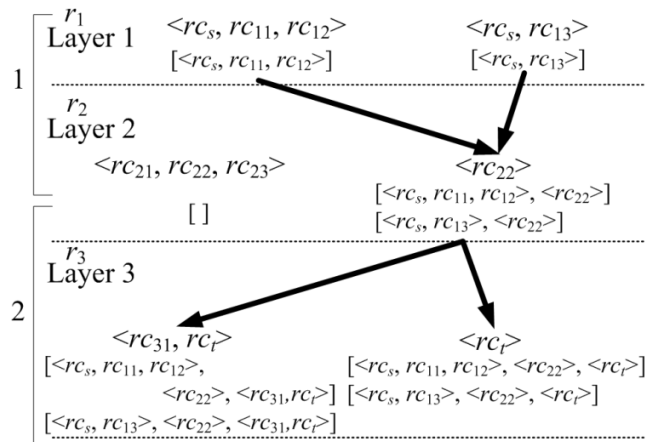 r1
Layer 1
<rcs, rc11, rc12>
<rcs, rc13>
[<rcs, rc11, rc12>]
[<rcs, rc13>]
1
r2
Layer 2
<rc21, rc22, rc23>
<rc22>
[<rcs, rc11, rc12>, <rc22>]
[ ]
[<rcs, rc13>, <rc22>]
r3
Layer 3
2
<rc31, rct>
<rct>
[<rcs, rc11, rc12>,
<rc22>, <rc31,rct>]
[<rcs, rc13>, <rc22>, <rc31,rct>]
[<rcs, rc11, rc12>, <rc22>, <rct>]
[<rcs, rc13>, <rc22>, <rct>]